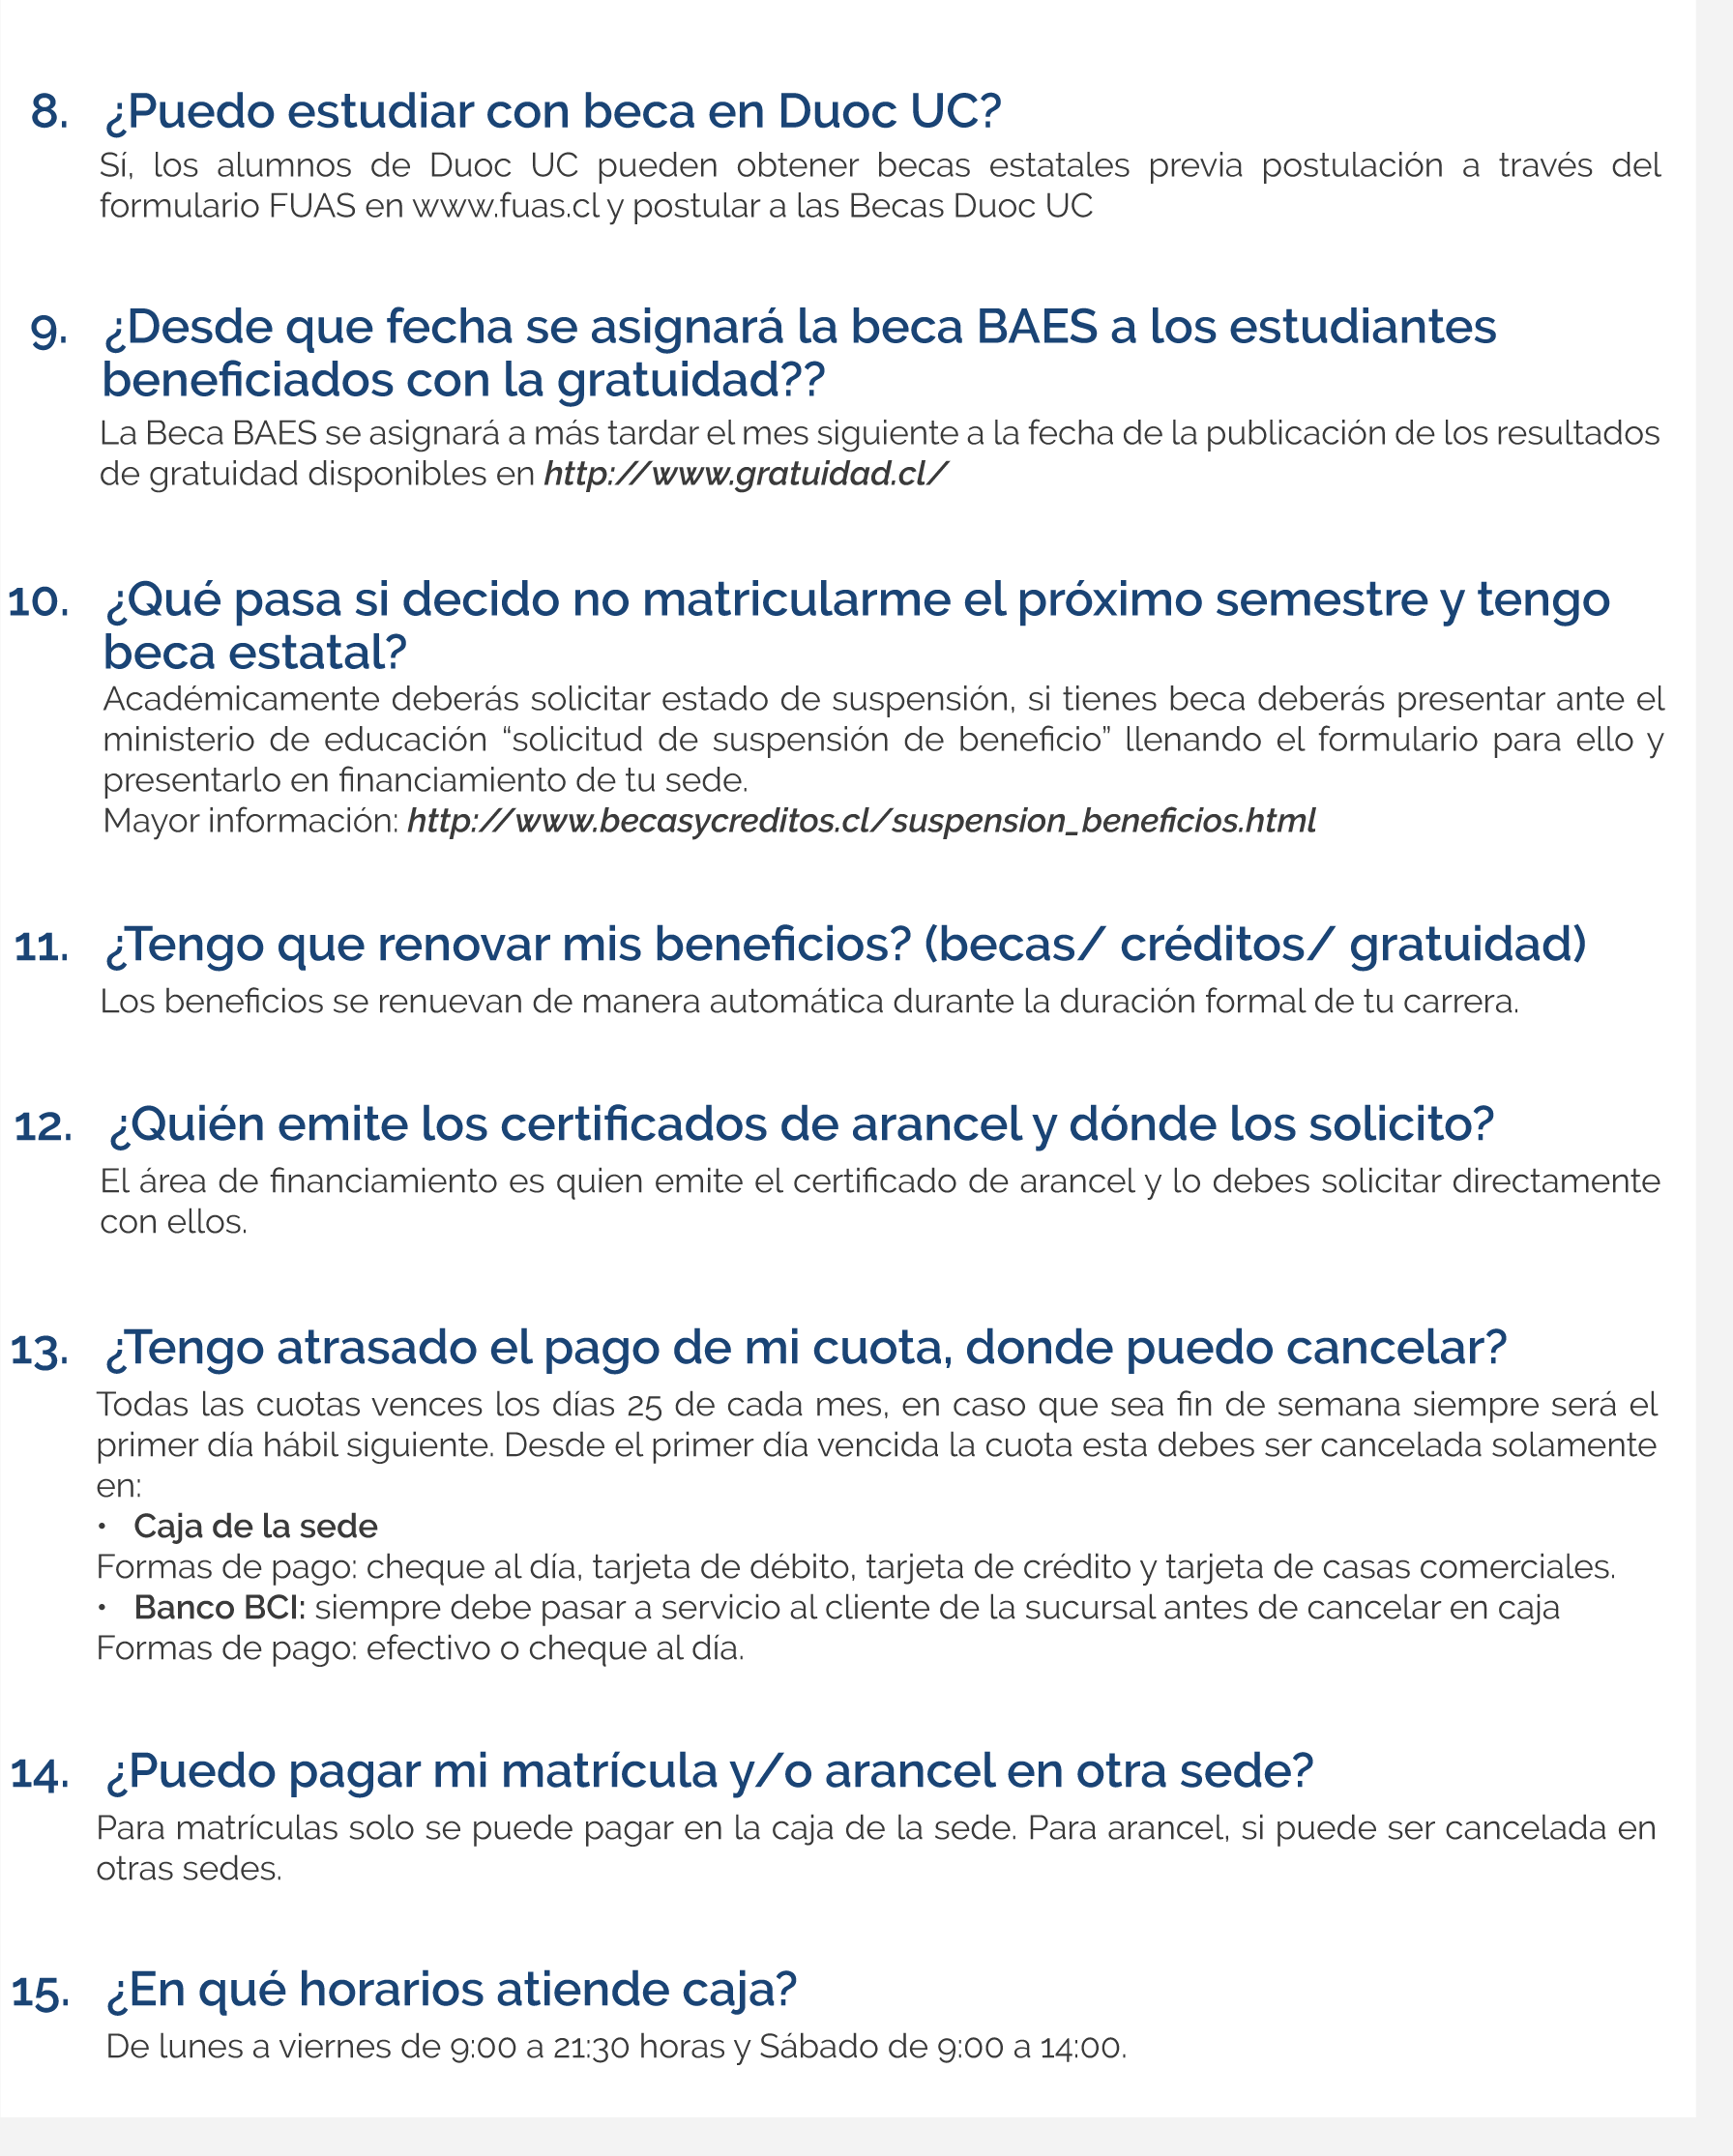 8. ¿Puedo estudiar con beca en Duoc UC?
Sí, los alumnos de Duoc UC pueden obtener becas estatales previa postulación a través del
formulario FUAS en www.fuas.cl y postular a las Becas Duoc UC
9. ¿Desde que fecha se asignará la beca BAES a los estudiantes
beneficiados con la gratuidad??
La Beca BAES se asignará a más tardar el mes siguiente a la fecha de la publicación de los resultados
de gratuidad disponibles en http://www.gratuidad.cl/
10. ¿Qué pasa si decido no matricularme el próximo semestre y tengo
beca estatal?
Académicamente deberás solicitar estado de suspensión, si tienes beca deberás presentar ante el
ministerio de educación “solicitud de suspensión de beneficio” llenando el formulario para ello y
presentarlo en financiamiento de tu sede.
Mayor información: http://www.becasycreditos.cl/suspension_beneficios.html
11. ¿Tengo que renovar mis beneficios? (becas/ créditos/ gratuidad)
Los beneficios se renuevan de manera automática durante la duración formal de tu carrera.
12. ¿Quién emite los certificados de arancel y dónde los solicito?
El área de financiamiento es quien emite el certificado de arancel y lo debes solicitar directamente
con ellos.
13. ¿Tengo atrasado el pago de mi cuota, donde puedo cancelar?
Todas las cuotas vences los días 25 de cada mes, en caso que sea fin de semana siempre será el
primer día hábil siguiente. Desde el primer día vencida la cuota esta debes ser cancelada solamente
en:
• Caja de la sede
Formas de pago: cheque al día, tarjeta de débito, tarjeta de crédito y tarjeta de casas comerciales.
• Banco BCI: siempre debe pasar a servicio al cliente de la sucursal antes de cancelar en caja
Formas de pago: efectivo o cheque al día.
14. ¿Puedo pagar mi matrícula y/o arancel en otra sede?
Para matrículas solo se puede pagar en la caja de la sede. Para arancel, si puede ser cancelada en
otras sedes.
15. ¿En qué horarios atiende caja?
De lunes a viernes de 9:00 a 21:30 horas y Sábado de 9:00 a 14:00.